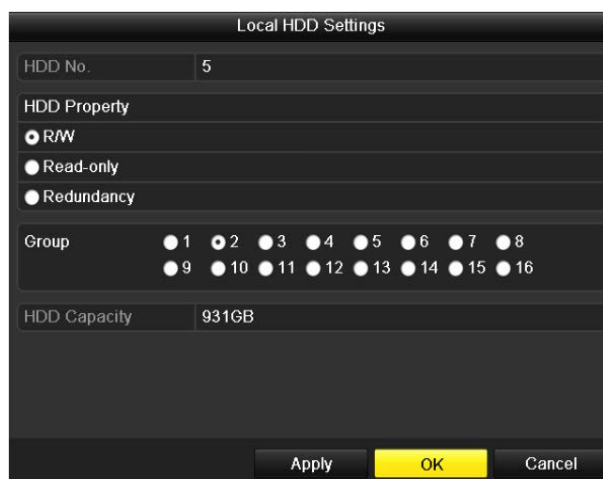 Local HDD Settings
HDD No. 5
HDD Property
R/W
Read-only
Redundancy
Group 1 2 3 4 5 6 7 8
9 10 11 12 13 14 15 16
HDD Capacity 931GB
Apply OK Cancel